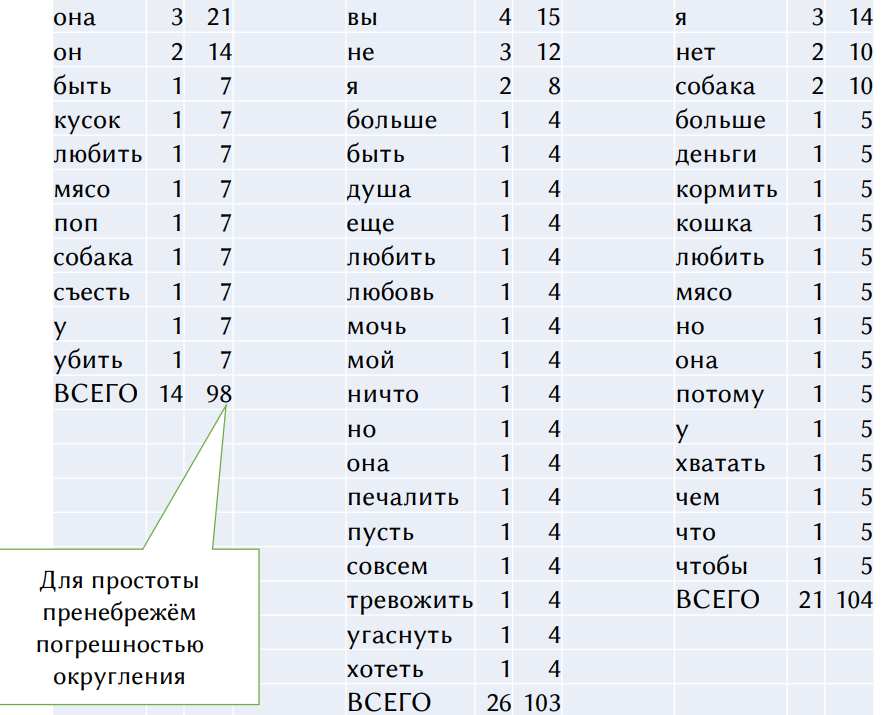 она 3 21 вы 4 15 я 3 14
он 2 14 не 3 12 нет 2 10
быть 1 7 я 2 8 собака 2 10
кусок 1 7 больше 1 4 больше 1 5
любить 1 7 быть 1 4 деньги 1 5
мясо 1 7 душа 1 4 кормить 1 5
поп 1 7 еще 1 4 кошка 1 5
собака 1 7 любить 1 4 любить 1 5
съесть 1 7 любовь 1 4 мясо 1 5
у 1 7 мочь 1 4 но 1 5
убить 1 7 мой 1 4 она 1 5
ВСЕГО 14 98 ничто 1 4 потому 1 5
но 1 4 у 1 5
она 1 4 хватать 1 5
печалить 1 4 чем 1 5
пусть 1 4 что 1 5
совсем 1 4 чтобы 1 5
тревожить 1 4 ВСЕГО 21 104
угаснуть 1 4
хотеть 1 4
ВСЕГО 26 103
Для простоты
пренебрежём
погрешностью
округления